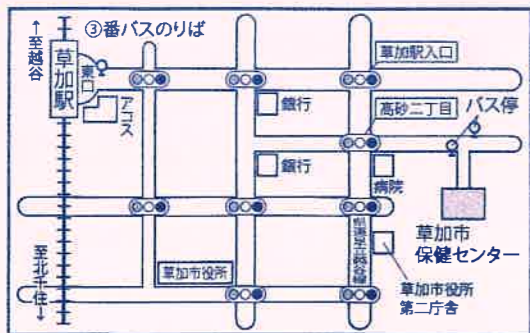 ↑至越谷
③番バスのりば
草加駅
東口
アコス
草加駅入口
銀行
高砂二丁目
バス停
銀行
病院
県道足立越谷線
草加市
保健センター
至北千住↓
草加市役所
草加市役所
第二庁舎